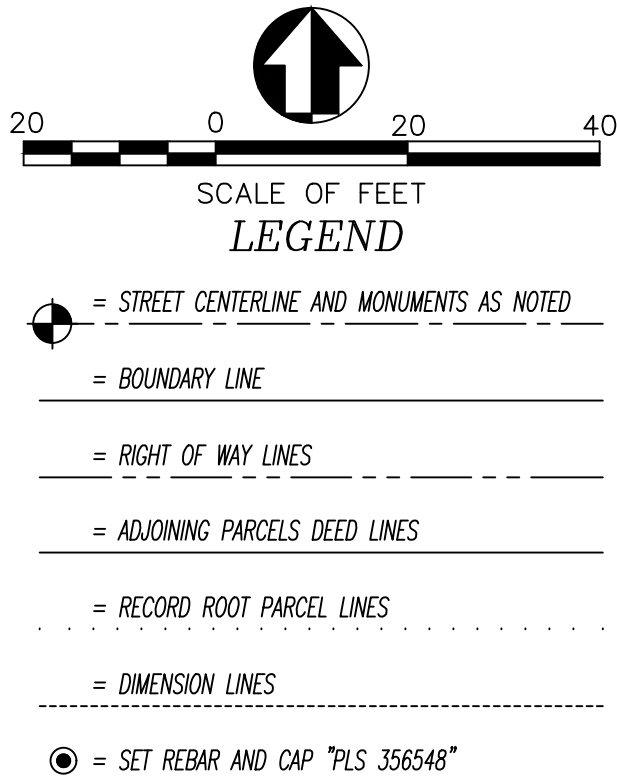 20 0 20 40
SCALE OF FEET
LEGEND
= STREET CENTERLINE AND MONUMENTS AS NOTED
= BOUNDARY LINE
= RIGHT OF WAY LINES
= ADJOINING PARCELS DEED LINES
= RECORD ROOT PARCEL LINES
= DIMENSION LINES
= SET REBAR AND CAP "PLS 356548"